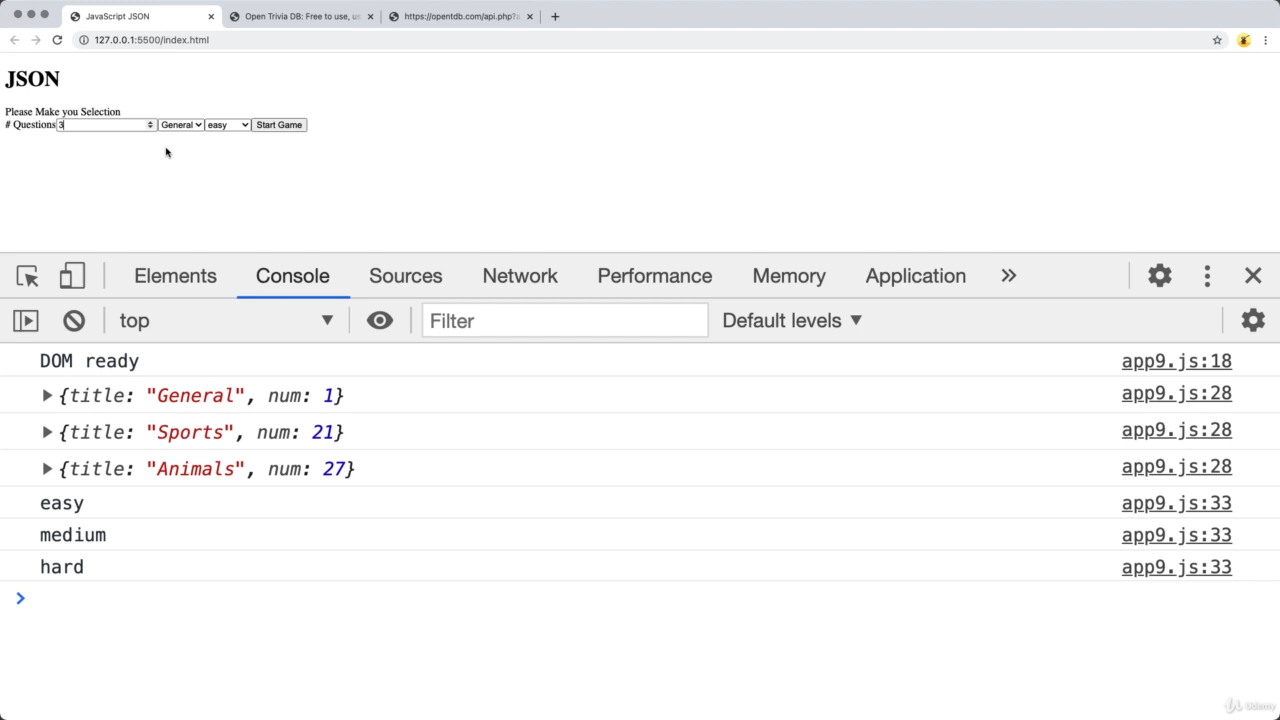 JavaScript JSON
Open Trivia DB: Free to use, us
https://opentdb.com/api.php?a
127.0.0.1:5500/index.html
JSON
Please Make you Selection
# Questions 3 General easy Start Game
Elements Console Sources Network Performance Memory Application
top Filter Default levels
DOM ready app9.js:18
{title: "General", num: 1} app9.js:28
{title: "Sports", num: 21} app9.js:28
{title: "Animals", num: 27} app9.js:28
easy app9.js:33
medium app9.js:33
hard app9.js:33
Udemy